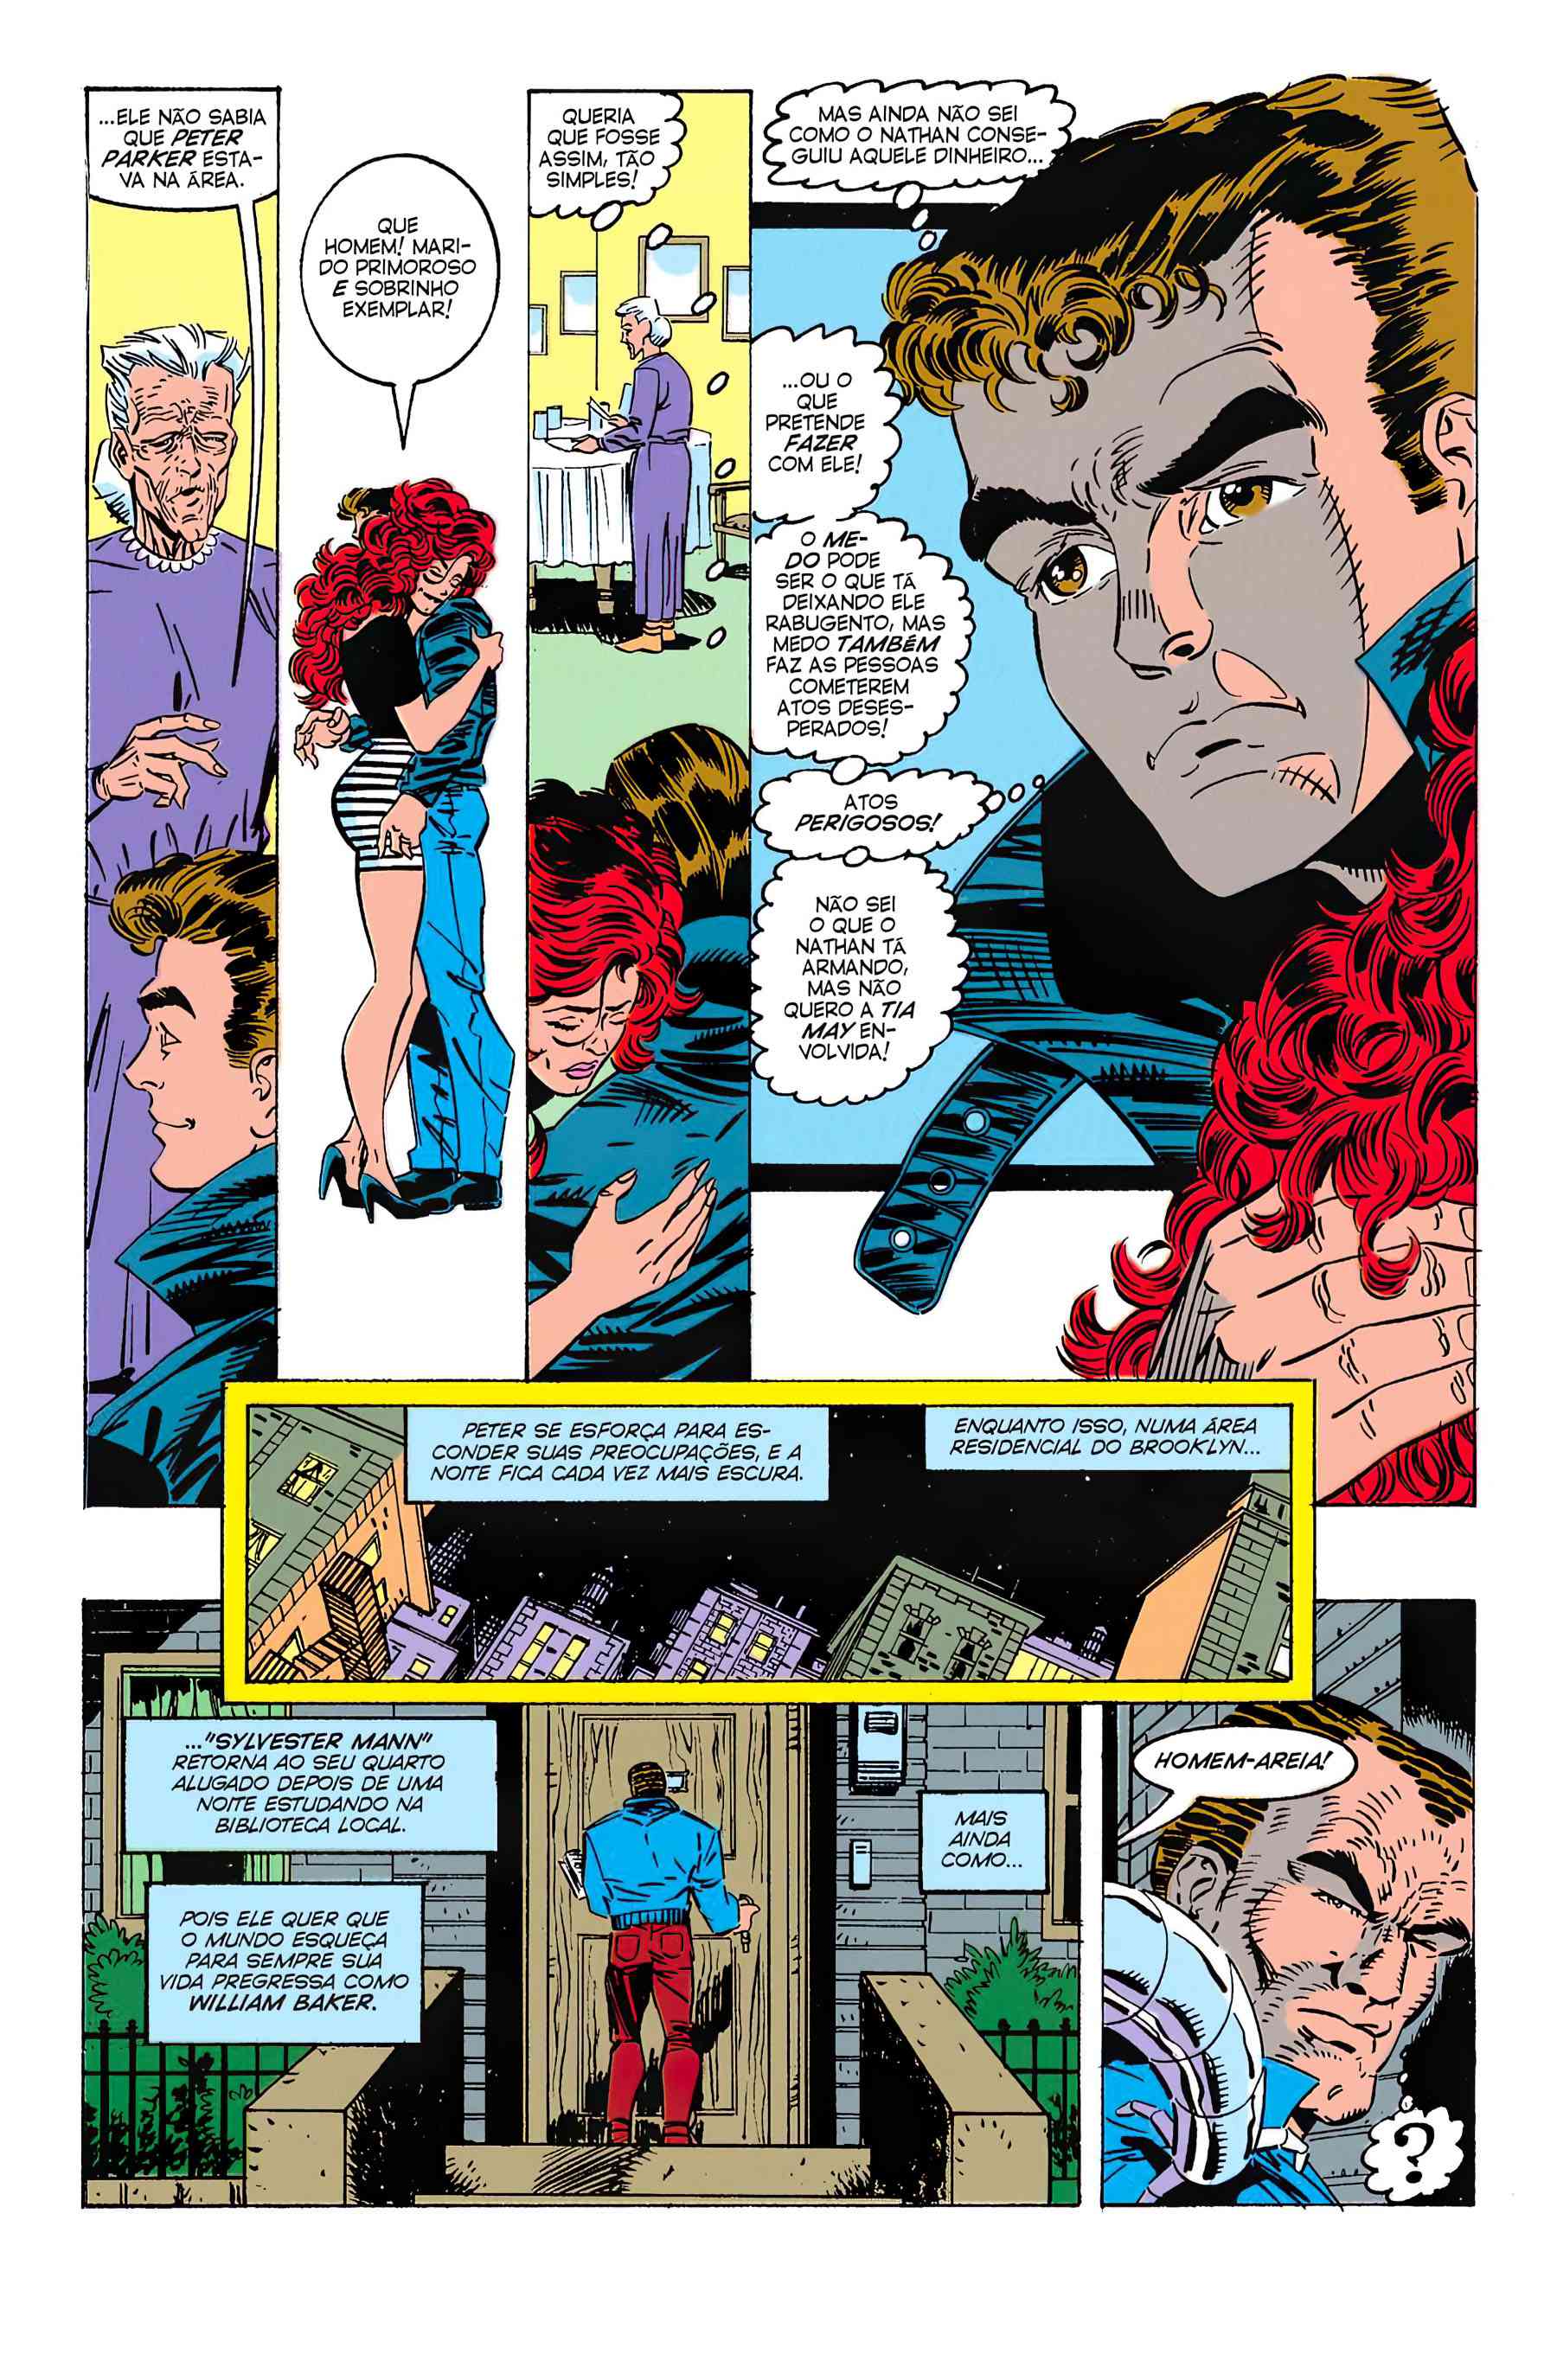 ...ELE NÃO SABIA
QUE PETER
PARKER ESTA-
VA NA ÁREA.
QUE
HOMEM! MARI-
DO PRIMOROSO
E SOBRINHO
EXEMPLAR!
QUERIA
QUE FOSSE
ASSIM, TÃO
SIMPLES!
MAS AINDA NÃO SEI
COMO O NATHAN CONSE-
GUIU AQUELE DINHEIRO...
...OU O
QUE
PRETENDE
FAZER
COM ELE!
O ME-
DO PODE
SER O QUE TÁ
DEIXANDO ELE
RABUGENTO, MAS
MEDO TAMBÉM
FAZ AS PESSOAS
COMETEREM
ATOS DESES-
PERADOS!
ATOS
PERIGOSOS!
NÃO SEI
O QUE O
NATHAN TÁ
ARMANDO,
MAS NÃO
QUERO A TIA
MAY EN-
VOLVIDA!
PETER SE ESFORÇA PARA ES-
CONDER SUAS PREOCUPAÇÕES, E A
NOITE FICA CADA VEZ MAIS ESCURA.
ENQUANTO ISSO, NUMA ÁREA
RESIDENCIAL DO BROOKLYN...
..."SYLVESTER MANN"
RETORNA AO SEU QUARTO
ALUGADO DEPOIS DE UMA
NOITE ESTUDANDO NA
BIBLIOTECA LOCAL.
POIS ELE QUER QUE
O MUNDO ESQUEÇA
PARA SEMPRE SUA
VIDA PREGRESSA COMO
WILLIAM BAKER.
MAIS
AINDA
COMO...
HOMEM-AREIA!
?